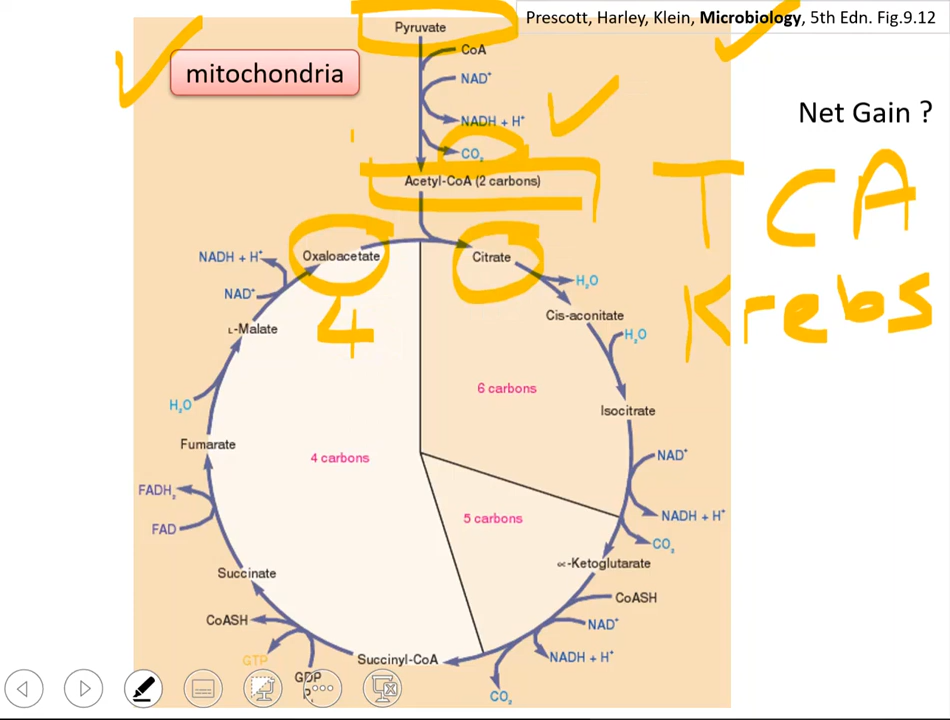 Prescott, Harley, Klein, Microbiology, 5th Edn. Fig.9.12
Pyruvate
CoA
mitochondria
NAD⁺
Net Gain ?
NADH + H⁺
CO₂
Acetyl-CoA (2 carbons)
TCA
Krebs
Oxaloacetate
Citrate
NADH + H⁺
H₂O
NAD⁺
4
Cis-aconitate
L-Malate
H₂O
6 carbons
H₂O
Isocitrate
Fumarate
4 carbons
NAD⁺
FADH₂
5 carbons
NADH + H⁺
FAD
CO₂
∝-Ketoglutarate
Succinate
CoASH
CoASH
NAD⁺
GTP
Succinyl-CoA
NADH + H⁺
GDP
CO₂